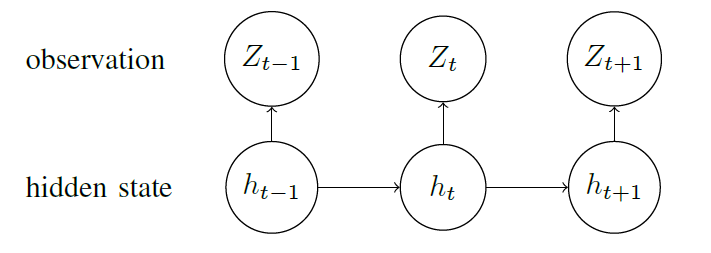 observation Z_{t-1} Z_t Z_{t+1}
hidden state h_{t-1} h_t h_{t+1}